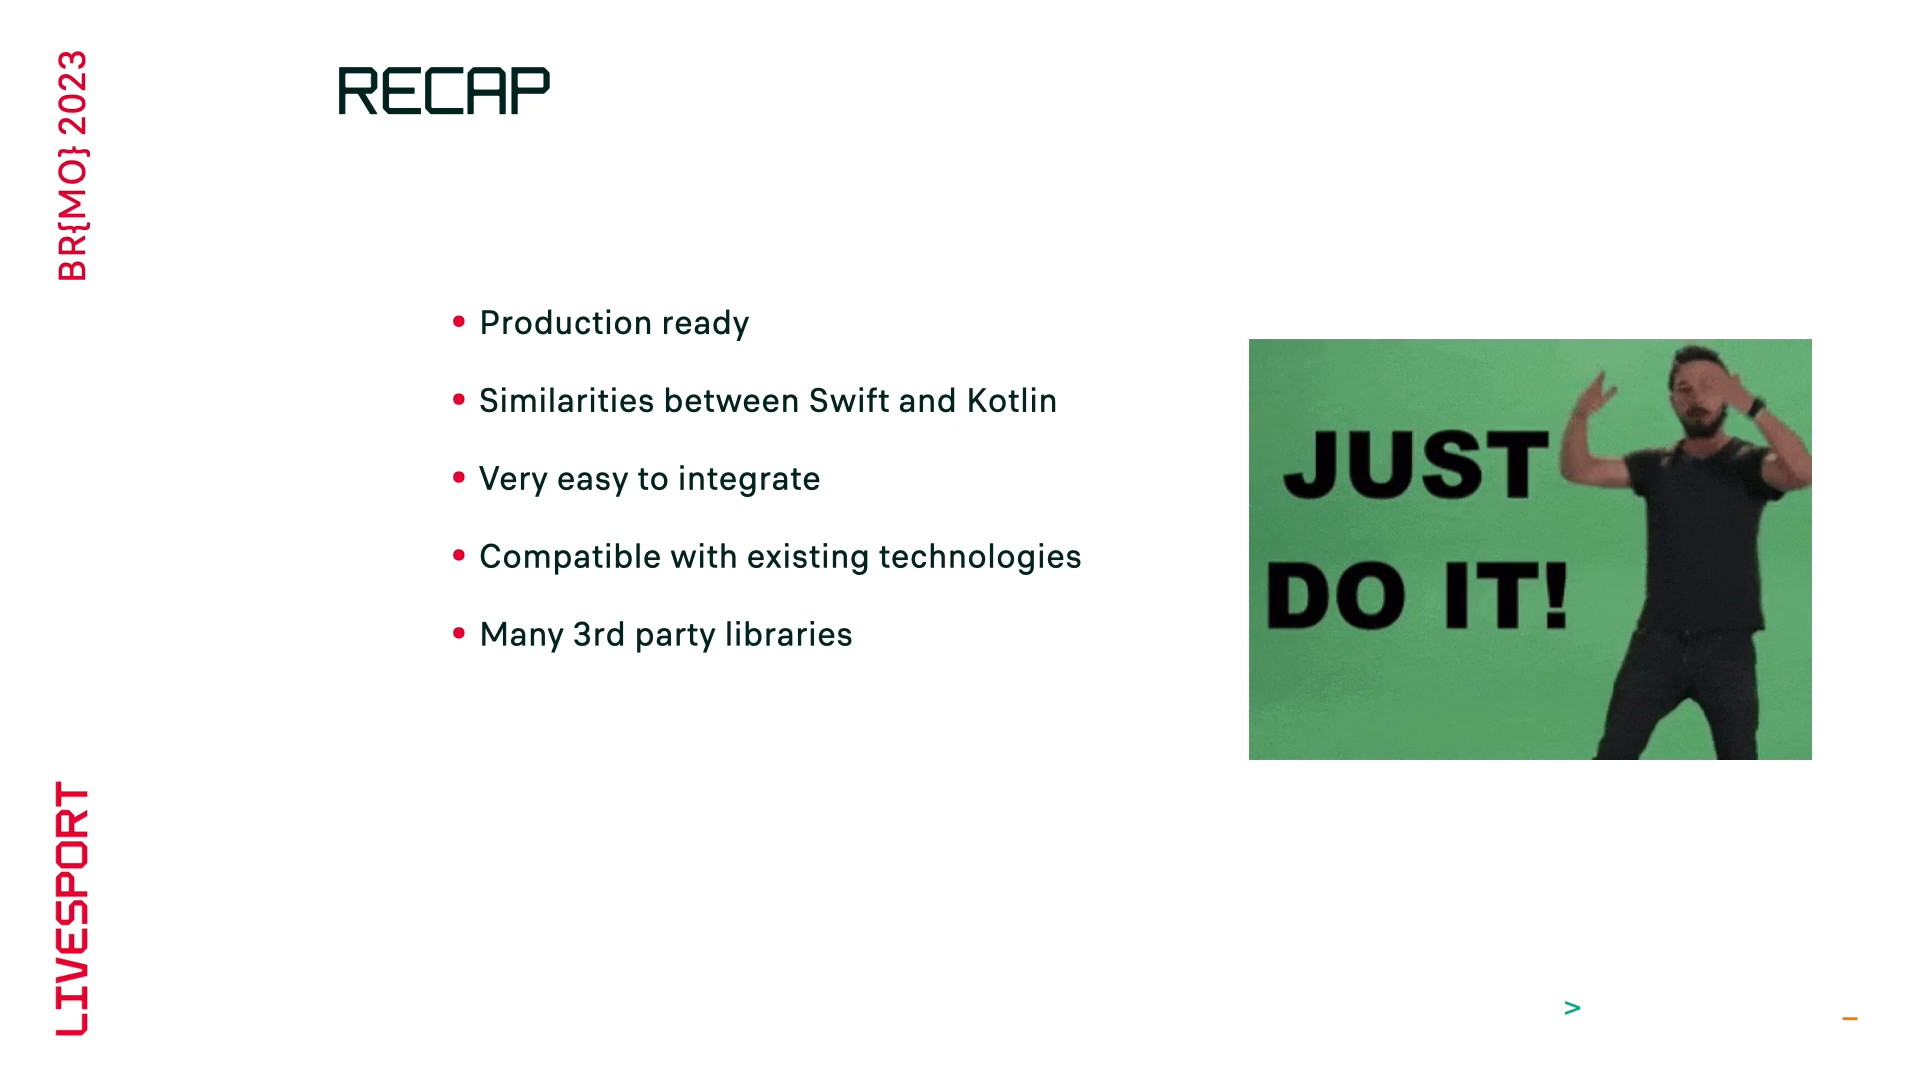 BR{MO} 2023
RECAP
• Production ready
• Similarities between Swift and Kotlin
• Very easy to integrate
• Compatible with existing technologies
• Many 3rd party libraries
JUST
DO IT!
LIVESPORT
> _